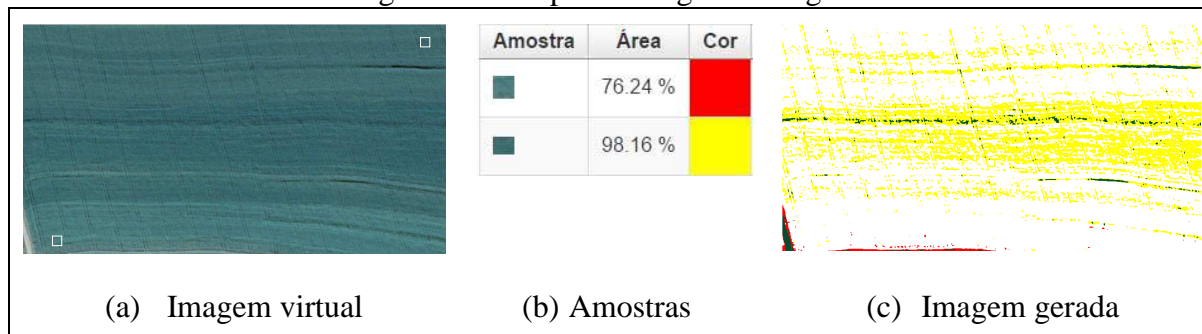 Amostra Área Cor
76.24 %
98.16 %
(a) Imagem virtual (b) Amostras (c) Imagem gerada